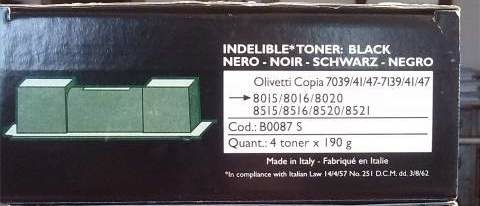 INDELIBLE* TONER: BLACK
NERO - NOIR - SCHWARZ - NEGRO
Olivetti Copia 7039/41/47-7139/41/47
8015/8016/8020
8515/8516/8520/8521
Cod.: B0087 S
Quant.: 4 toner x 190 g
Made in Italy - Fabriqué en Italie
*In compliance with Italian Law 14/4/57 No. 251 D.C.M. dd. 3/8/62